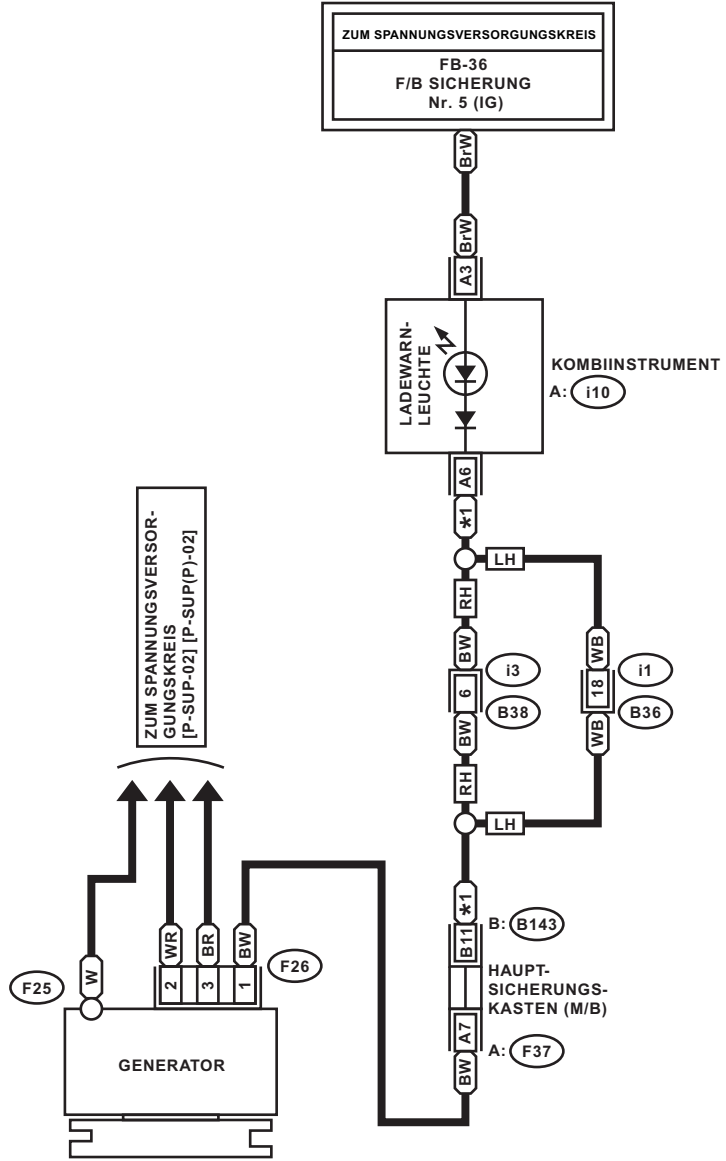 ZUM SPANNUNGSVERSORGUNGSKREIS
FB-36
F/B SICHERUNG
Nr. 5 (IG)
BrW
BrW
A3
LADEWARN-
LEUCHTE
KOMBIINSTRUMENT
A: i10
A6
*1
LH
RH
BW
WB
i3
i1
6
18
B38
B36
BW
WB
RH
LH
ZUM SPANNUNGSVERSOR-
GUNGSKREIS
[P-SUP-02] [P-SUP(P)-02]
*1
B11
B: B143
HAUPT-
SICHERUNGS-
KASTEN (M/B)
A7
A: F37
BW
W
WR
BR
BW
F25
2
3
1
F26
GENERATOR